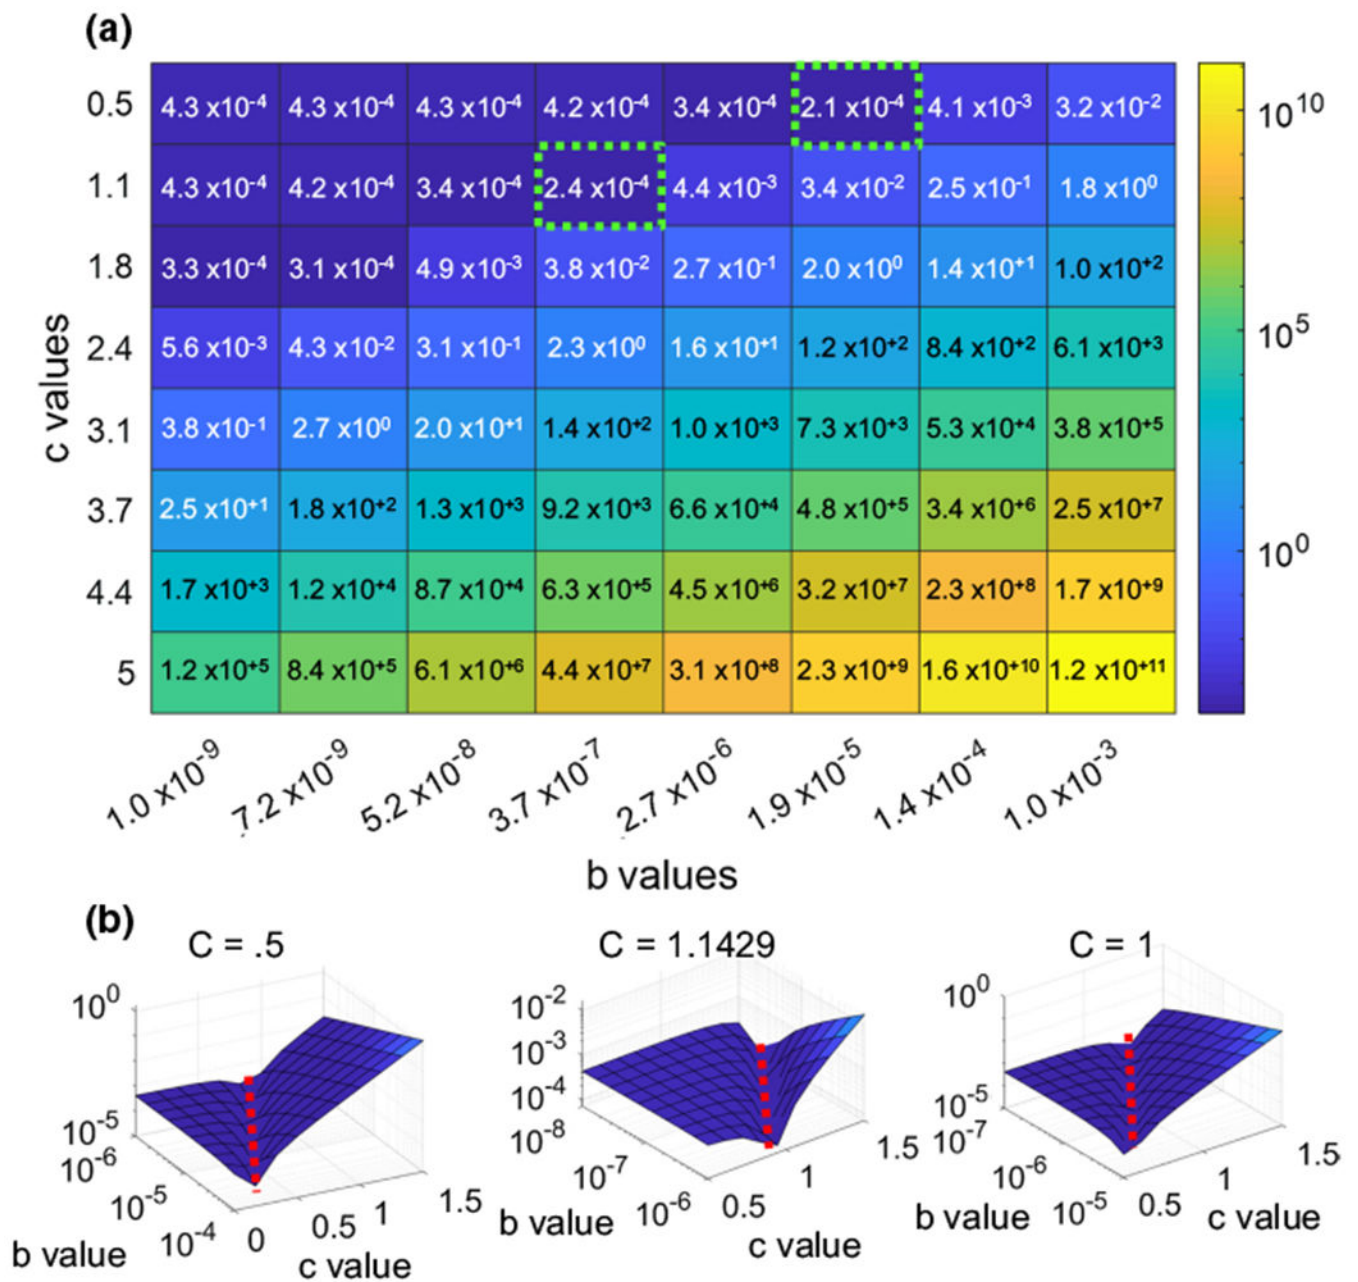 (a)
0.5 4.3 x10⁻⁴ 4.3 x10⁻⁴ 4.3 x10⁻⁴ 4.2 x10⁻⁴ 3.4 x10⁻⁴ 2.1 x10⁻⁴ 4.1 x10⁻³ 3.2 x10⁻² 10¹⁰
1.1 4.3 x10⁻⁴ 4.2 x10⁻⁴ 3.4 x10⁻⁴ 2.4 x10⁻⁴ 4.4 x10⁻³ 3.4 x10⁻² 2.5 x10⁻¹ 1.8 x10⁰
1.8 3.3 x10⁻⁴ 3.1 x10⁻⁴ 4.9 x10⁻³ 3.8 x10⁻² 2.7 x10⁻¹ 2.0 x10⁰ 1.4 x10⁺¹ 1.0 x10⁺²
2.4 5.6 x10⁻³ 4.3 x10⁻² 3.1 x10⁻¹ 2.3 x10⁰ 1.6 x10⁺¹ 1.2 x10⁺² 8.4 x10⁺² 6.1 x10⁺³ 10⁵
c values
3.1 3.8 x10⁻¹ 2.7 x10⁰ 2.0 x10⁺¹ 1.4 x10⁺² 1.0 x10⁺³ 7.3 x10⁺³ 5.3 x10⁺⁴ 3.8 x10⁺⁵
3.7 2.5 x10⁺¹ 1.8 x10⁺² 1.3 x10⁺³ 9.2 x10⁺³ 6.6 x10⁺⁴ 4.8 x10⁺⁵ 3.4 x10⁺⁶ 2.5 x10⁺⁷ 10⁰
4.4 1.7 x10⁺³ 1.2 x10⁺⁴ 8.7 x10⁺⁴ 6.3 x10⁺⁵ 4.5 x10⁺⁶ 3.2 x10⁺⁷ 2.3 x10⁺⁸ 1.7 x10⁺⁹
5 1.2 x10⁺⁵ 8.4 x10⁺⁵ 6.1 x10⁺⁶ 4.4 x10⁺⁷ 3.1 x10⁺⁸ 2.3 x10⁺⁹ 1.6 x10⁺¹⁰ 1.2 x10⁺¹¹
1.0 x10⁻⁹ 7.2 x10⁻⁹ 5.2 x10⁻⁸ 3.7 x10⁻⁷ 2.7 x10⁻⁶ 1.9 x10⁻⁵ 1.4 x10⁻⁴ 1.0 x10⁻³
b values
(b)
C = .5
10⁰
10⁻⁵
10⁻⁶
10⁻⁵
10⁻⁴
0
0.5
1
1.5
b value
c value
C = 1.1429
10⁻²
10⁻³
10⁻⁴
10⁻⁸
10⁻⁷
10⁻⁶
0.5
1
1.5
b value
c value
C = 1
10⁰
10⁻⁵
10⁻⁷
10⁻⁶
10⁻⁵
0.5
1
1.5
b value
c value